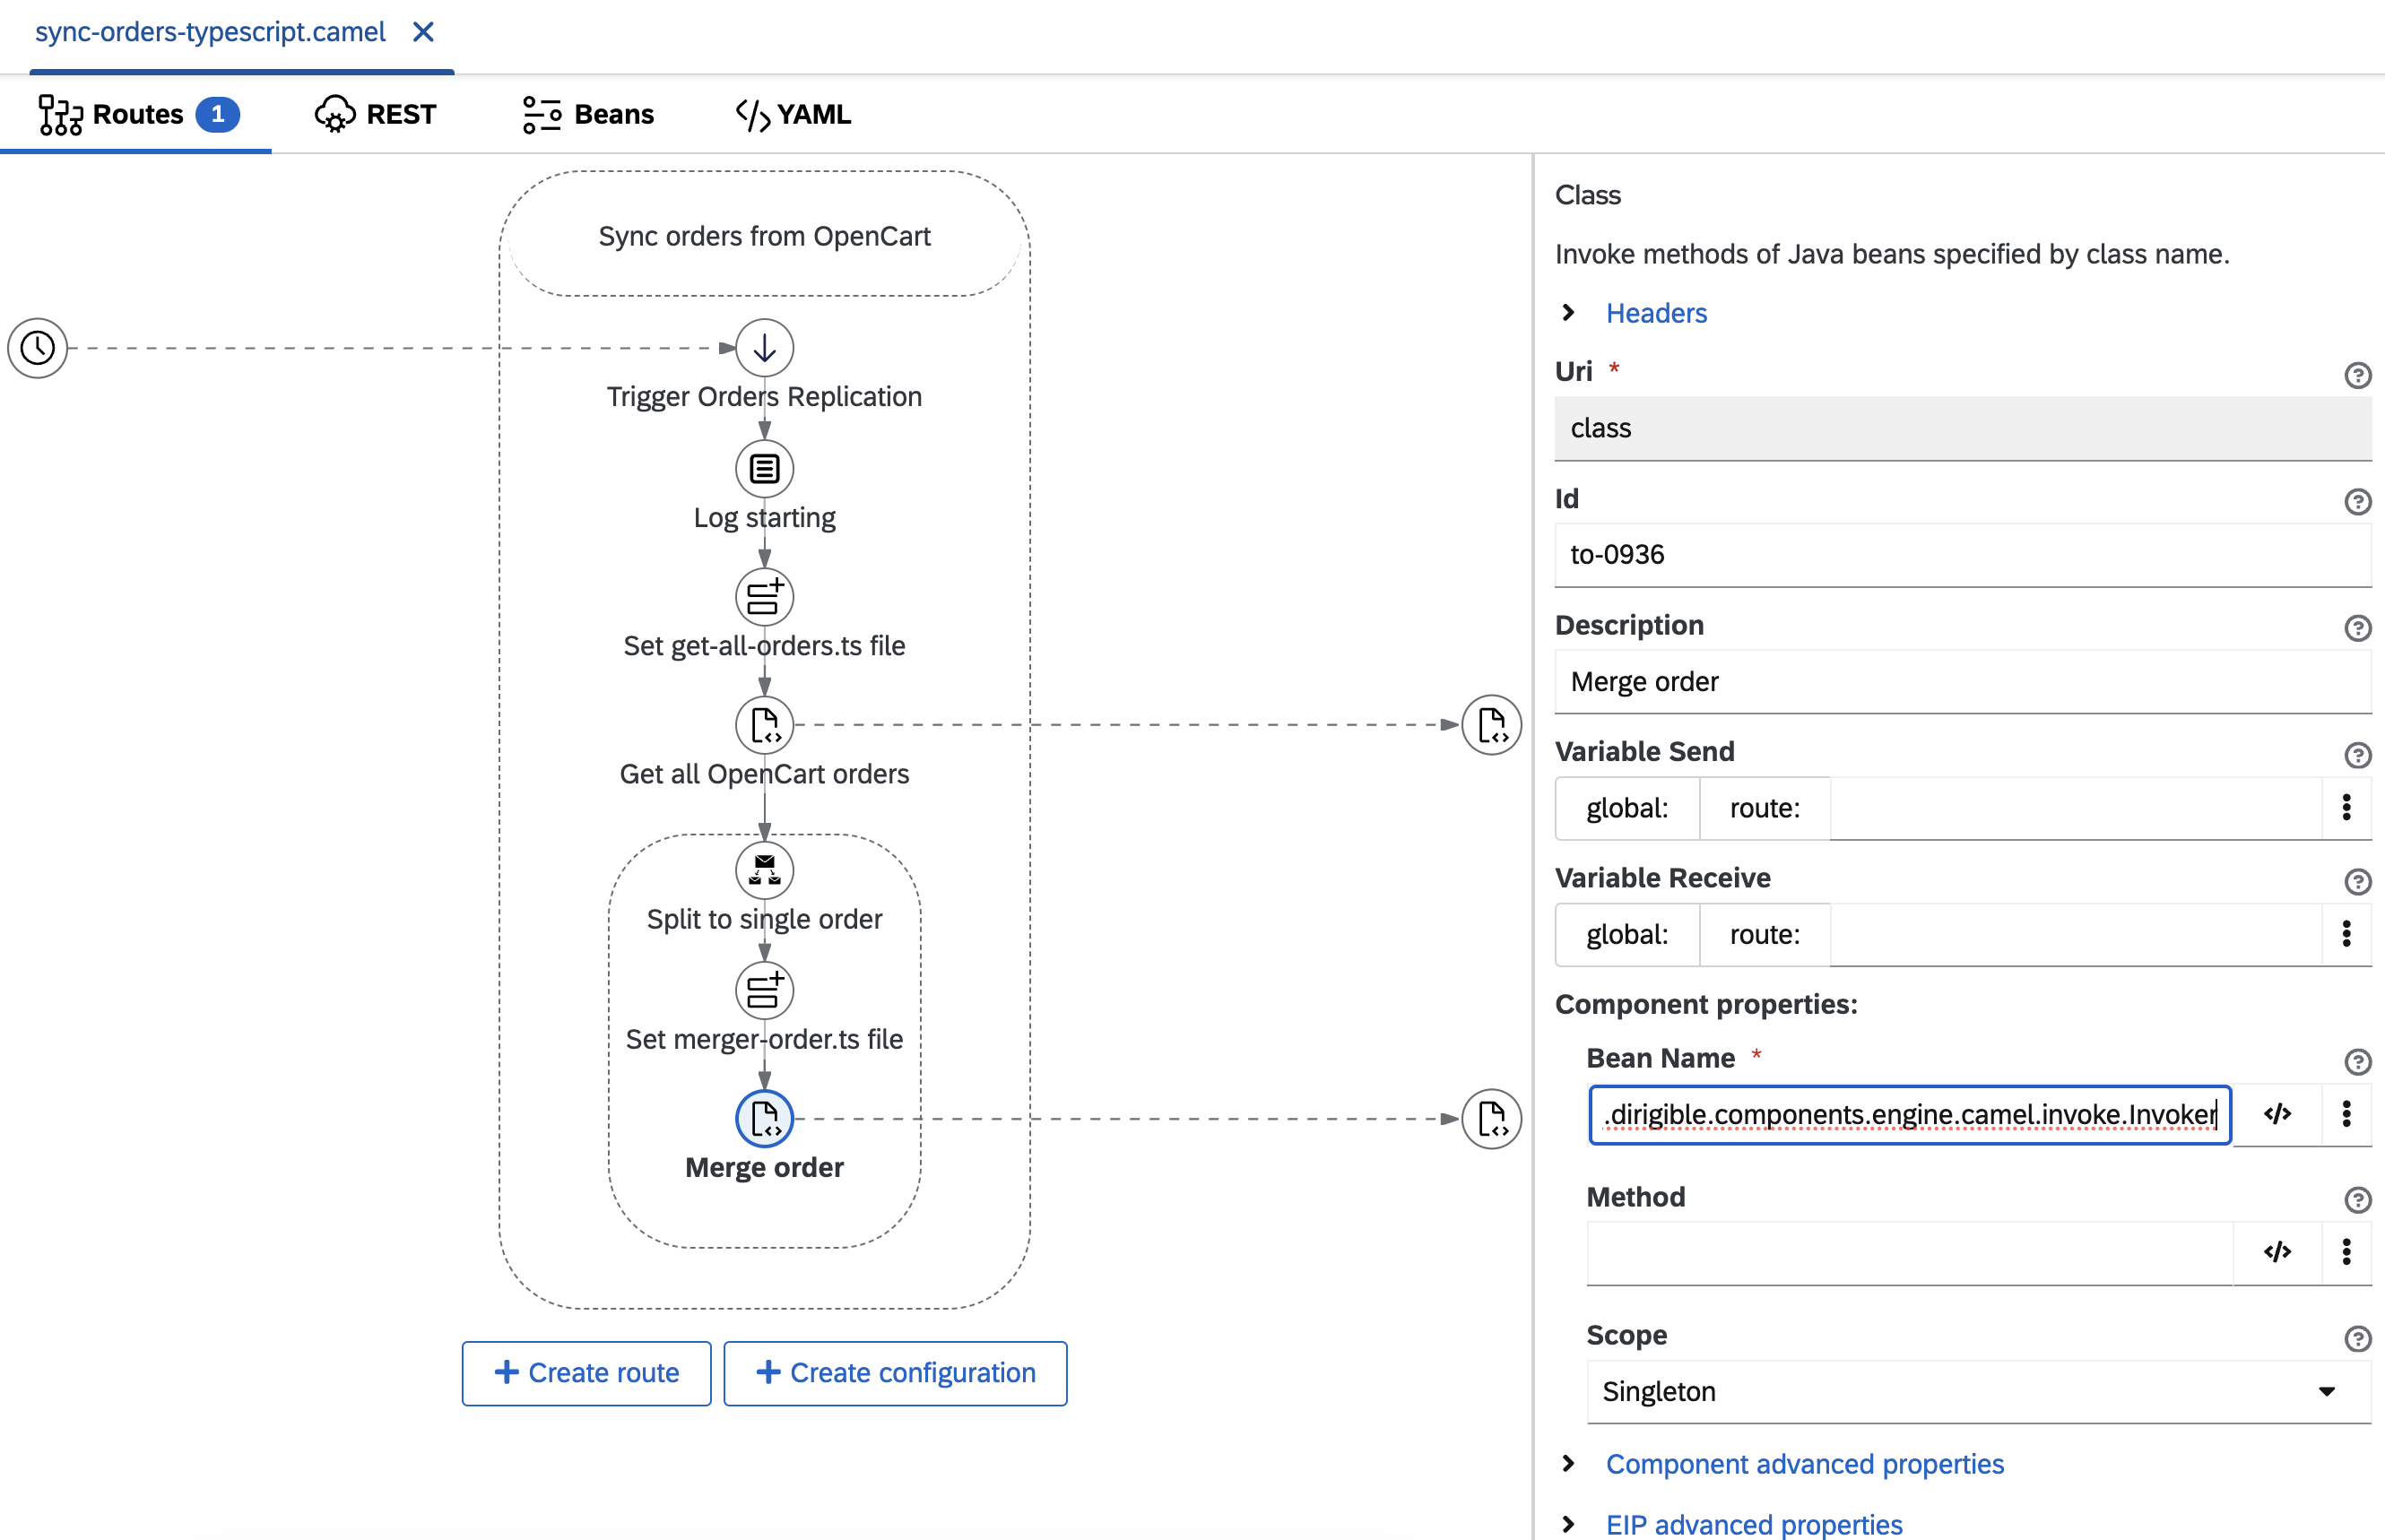 sync-orders-typescript.camel
Routes 1 REST Beans YAML
Sync orders from OpenCart
Trigger Orders Replication
Log starting
Set get-all-orders.ts file
Get all OpenCart orders
Split to single order
Set merger-order.ts file
Merge order
Create route Create configuration
Class
Invoke methods of Java beans specified by class name.
Headers
Uri *
class
Id
to-0936
Description
Merge order
Variable Send
global: route:
Variable Receive
global: route:
Component properties:
Bean Name *
.dirigible.components.engine.camel.invoke.Invoker
Method
Scope
Singleton
Component advanced properties
EIP advanced properties